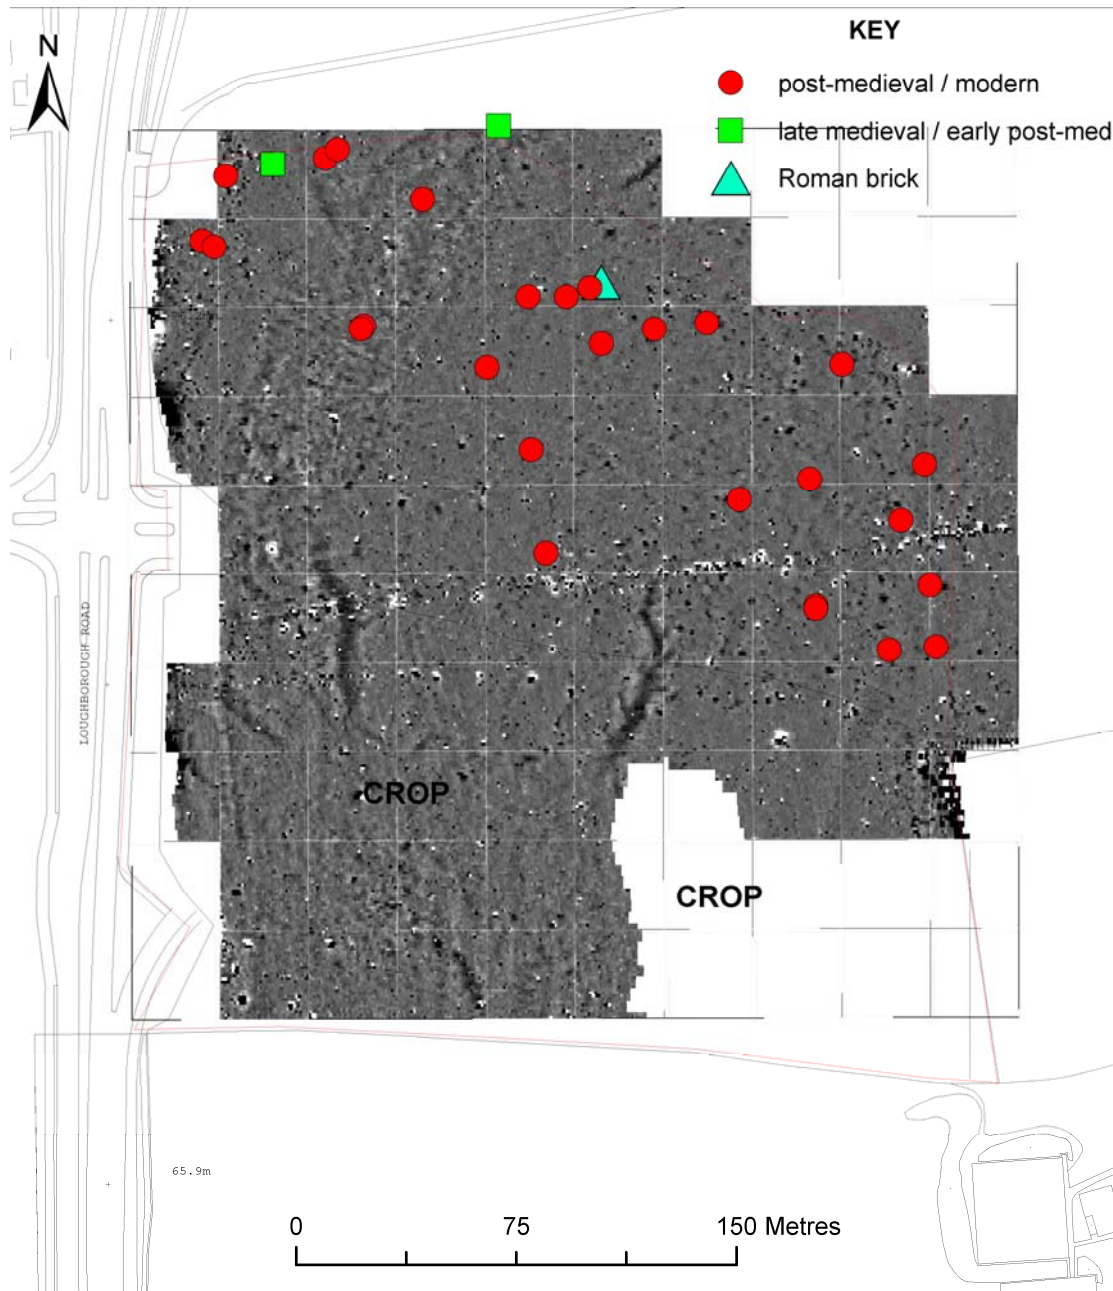 KEY
N
post-medieval / modern
late medieval / early post-med
Roman brick
LOUGHBOROUGH ROAD
CROP
CROP
65.9m
0 75 150 Metres